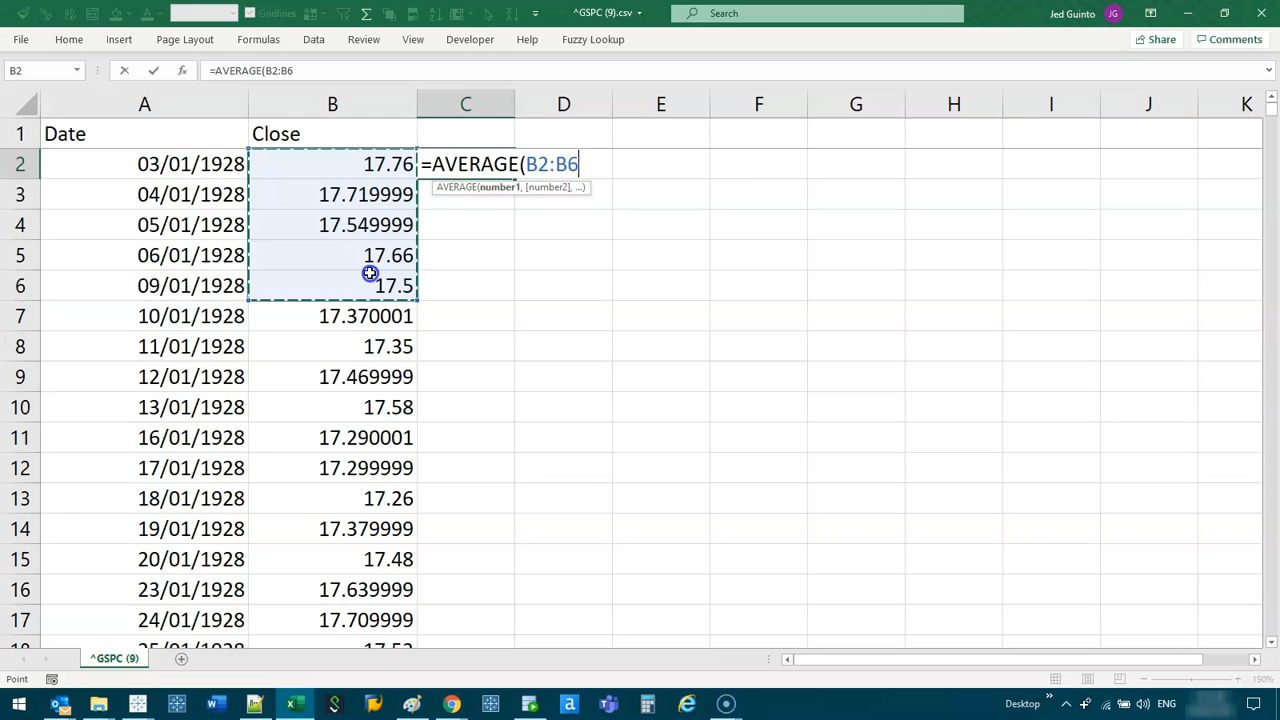 Gridlines
^GSPC (9).csv
Search
Jed Guinto
JG
File Home Insert Page Layout Formulas Data Review View Developer Help Fuzzy Lookup Share Comments
B2 fx =AVERAGE(B2:B6
A B C D E F G H I J K
1 Date Close
2 03/01/1928 17.76 =AVERAGE(B2:B6
AVERAGE(number1, [number2], ...)
3 04/01/1928 17.719999
4 05/01/1928 17.549999
5 06/01/1928 17.66
6 09/01/1928 17.5
7 10/01/1928 17.370001
8 11/01/1928 17.35
9 12/01/1928 17.469999
10 13/01/1928 17.58
11 16/01/1928 17.290001
12 17/01/1928 17.299999
13 18/01/1928 17.26
14 19/01/1928 17.379999
15 20/01/1928 17.48
16 23/01/1928 17.639999
17 24/01/1928 17.709999
^GSPC (9)
Point
190%
Desktop
ENG